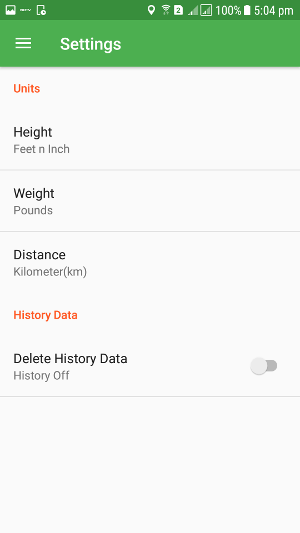 2 100% 5:04 pm
Settings
Units
Height
Feet n Inch
Weight
Pounds
Distance
Kilometer(km)
History Data
Delete History Data
History Off